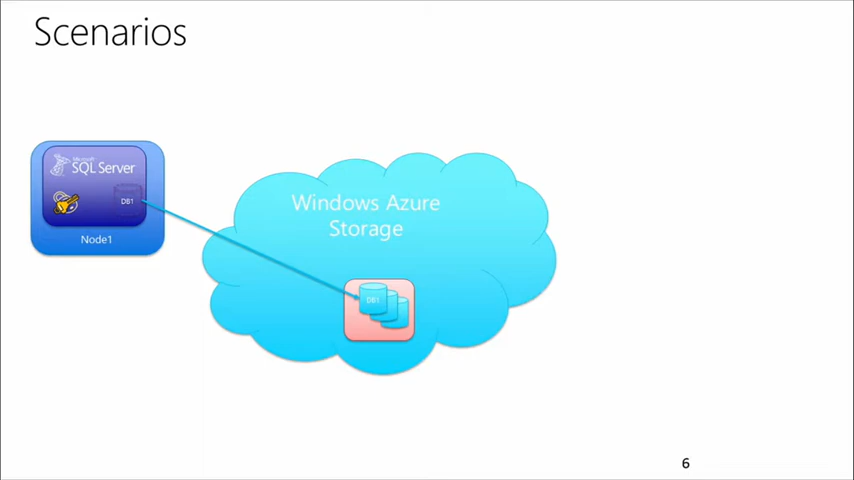 Scenarios
Microsoft
SQL Server
DB1
Node1
Windows Azure
Storage
DB1
6